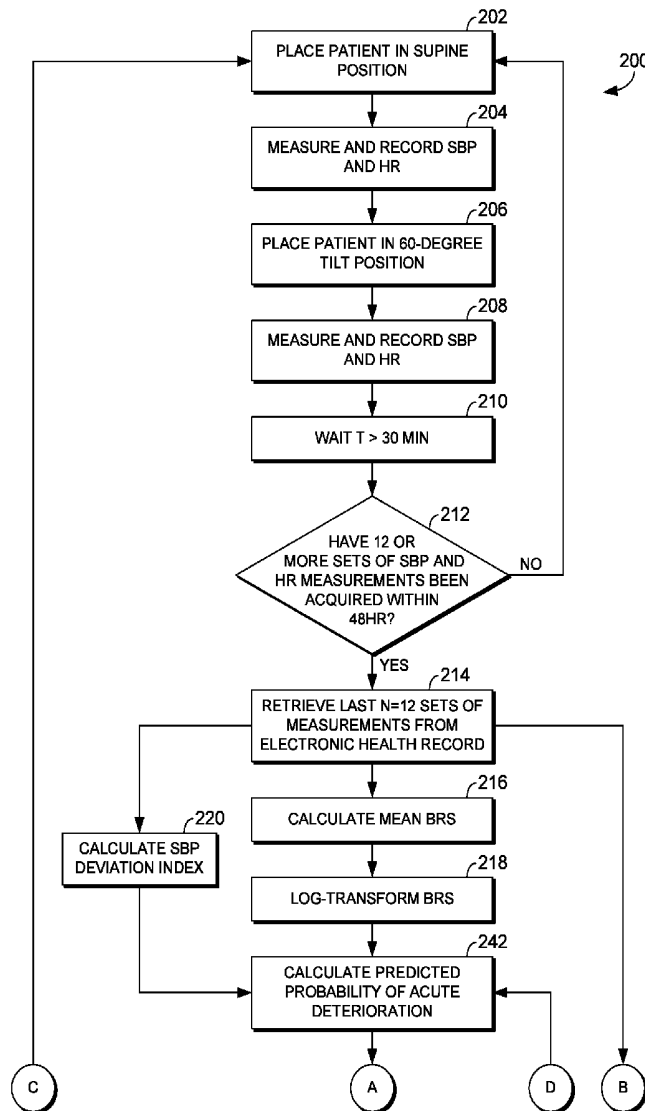 202
PLACE PATIENT IN SUPINE
POSITION
200
204
MEASURE AND RECORD SBP
AND HR
206
PLACE PATIENT IN 60-DEGREE
TILT POSITION
208
MEASURE AND RECORD SBP
AND HR
210
WAIT T > 30 MIN
212
HAVE 12 OR
MORE SETS OF SBP AND
HR MEASUREMENTS BEEN
ACQUIRED WITHIN
48HR?
NO
YES
214
RETRIEVE LAST N=12 SETS OF
MEASUREMENTS FROM
ELECTRONIC HEALTH RECORD
216
CALCULATE MEAN BRS
220
CALCULATE SBP
DEVIATION INDEX
218
LOG-TRANSFORM BRS
242
CALCULATE PREDICTED
PROBABILITY OF ACUTE
DETERIORATION
C
A
D
B